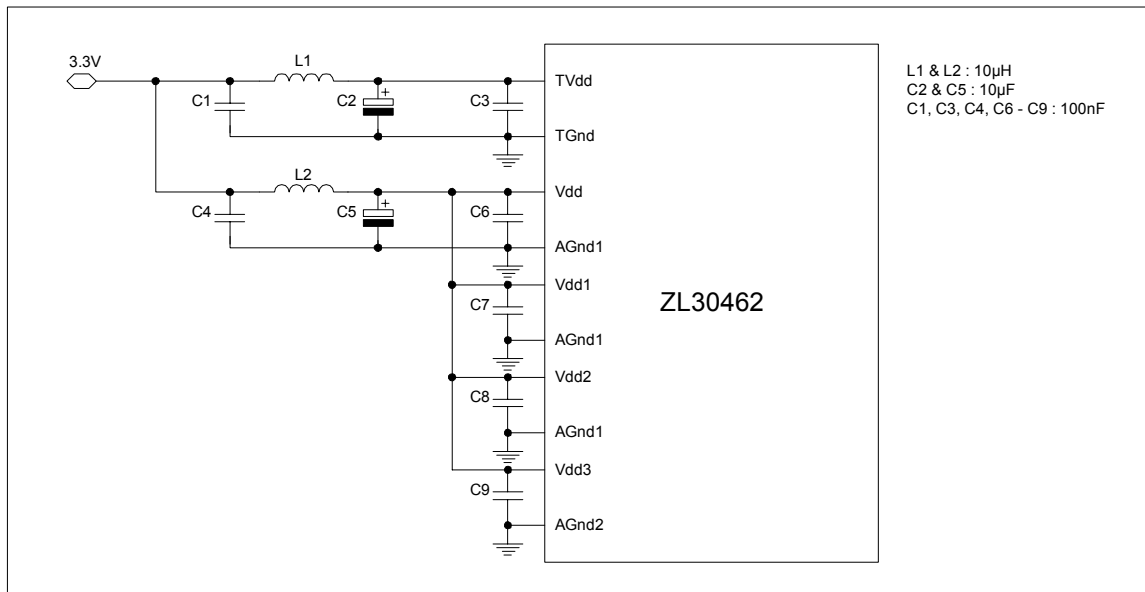 3.3V
L1
TVdd
C1
C2
+
C3
TGnd
L2
Vdd
C4
C5
+
C6
AGnd1
Vdd1
C7
AGnd1
Vdd2
C8
AGnd1
Vdd3
C9
AGnd2
ZL30462
L1 & L2 : 10µH
C2 & C5 : 10µF
C1, C3, C4, C6 - C9 : 100nF